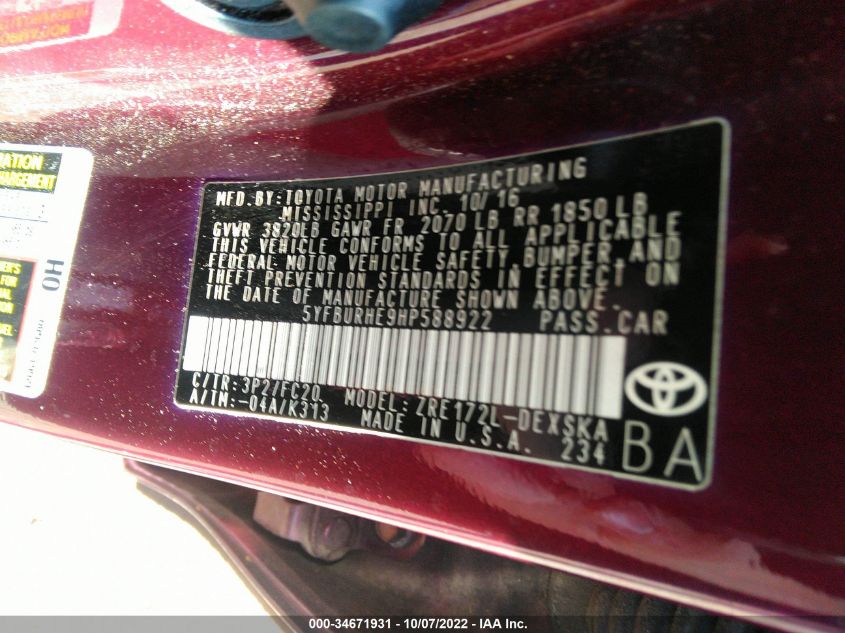 MFD. BY: TOYOTA MOTOR MANUFACTURING
MISSISSIPPI INC. 10/16
GVWR 3820LB GAWR FR 2070 LB RR 1850 LB
THIS VEHICLE CONFORMS TO ALL APPLICABLE
FEDERAL MOTOR VEHICLE SAFETY, BUMPER, AND
THEFT PREVENTION STANDARDS IN EFFECT ON
THE DATE OF MANUFACTURE SHOWN ABOVE.
5YFBURHE9HP588922 PASS. CAR
C/TR: 3P2/FC20 MODEL: ZRE172L-DEXSKA
A/TM: -04A/K313 MADE IN U.S.A. 234
BA
HO
000-34671931 - 10/07/2022 - IAA Inc.